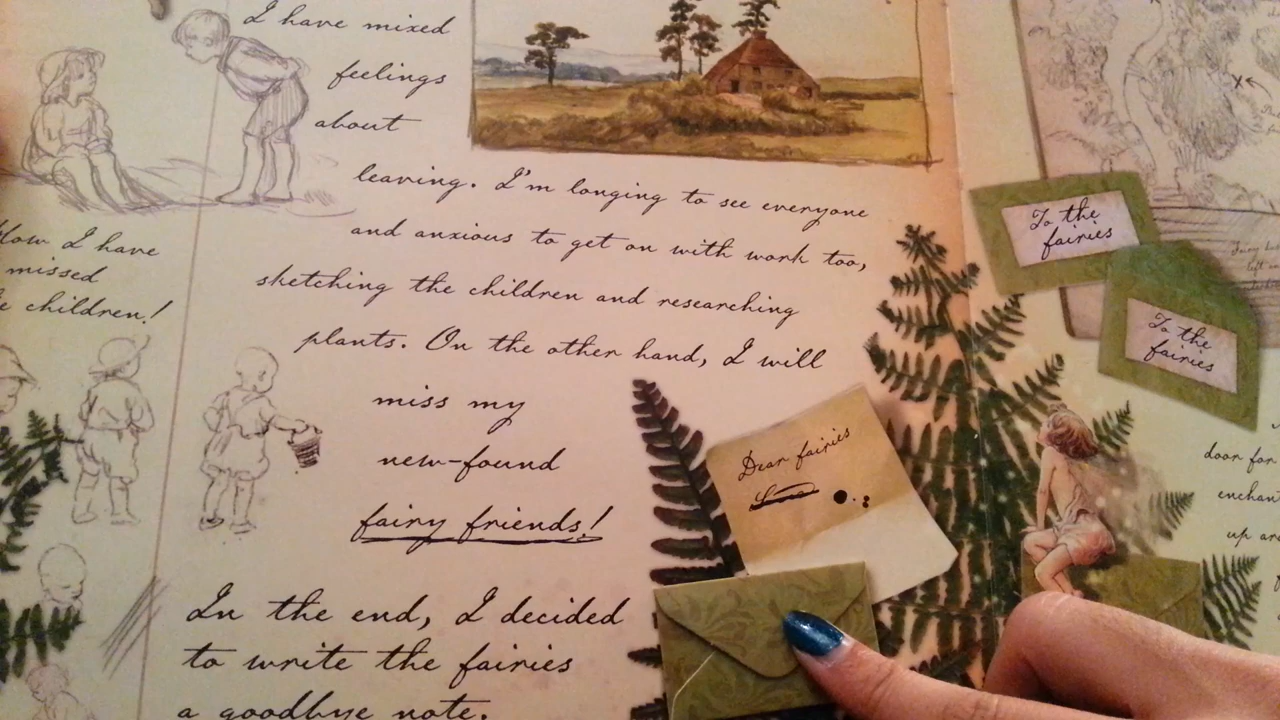 I have mixed
feelings
about
leaving. I'm longing to see everyone
and anxious to get on with work too,
sketching the children and researching
plants. On the other hand, I will
miss my
new-found
fairy friends!
In the end, I decided
to write the fairies
a goodbye note.
How I have
missed
children!
Dear fairies
To the
fairies
To the
fairies
door for
up